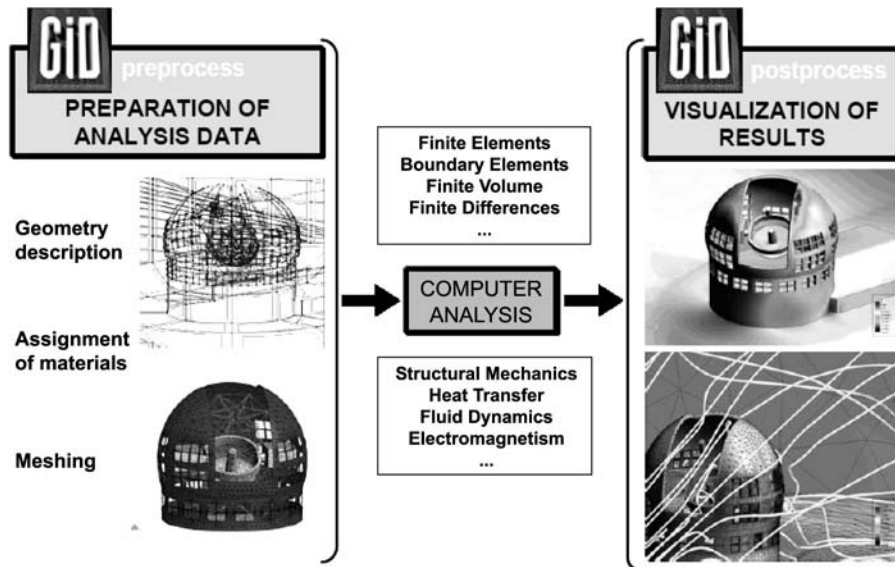 GiD
preprocess
PREPARATION OF
ANALYSIS DATA
Geometry
description
Assignment
of materials
Meshing
Finite Elements
Boundary Elements
Finite Volume
Finite Differences
...
COMPUTER
ANALYSIS
Structural Mechanics
Heat Transfer
Fluid Dynamics
Electromagnetism
...
GiD
postprocess
VISUALIZATION OF
RESULTS